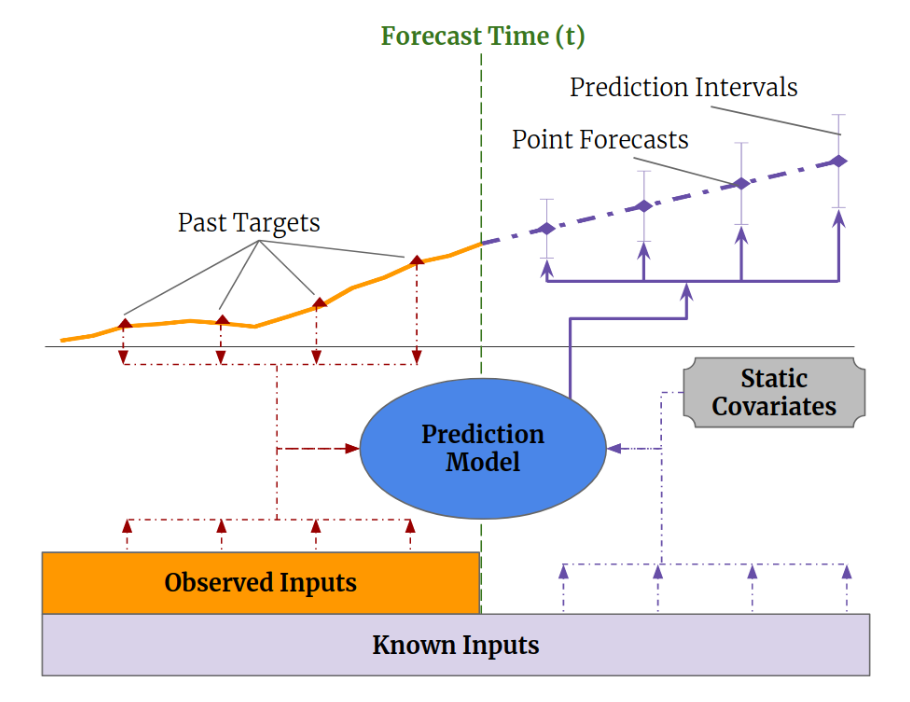 Forecast Time (t)
Prediction Intervals
Point Forecasts
Past Targets
Static
Covariates
Prediction
Model
Observed Inputs
Known Inputs